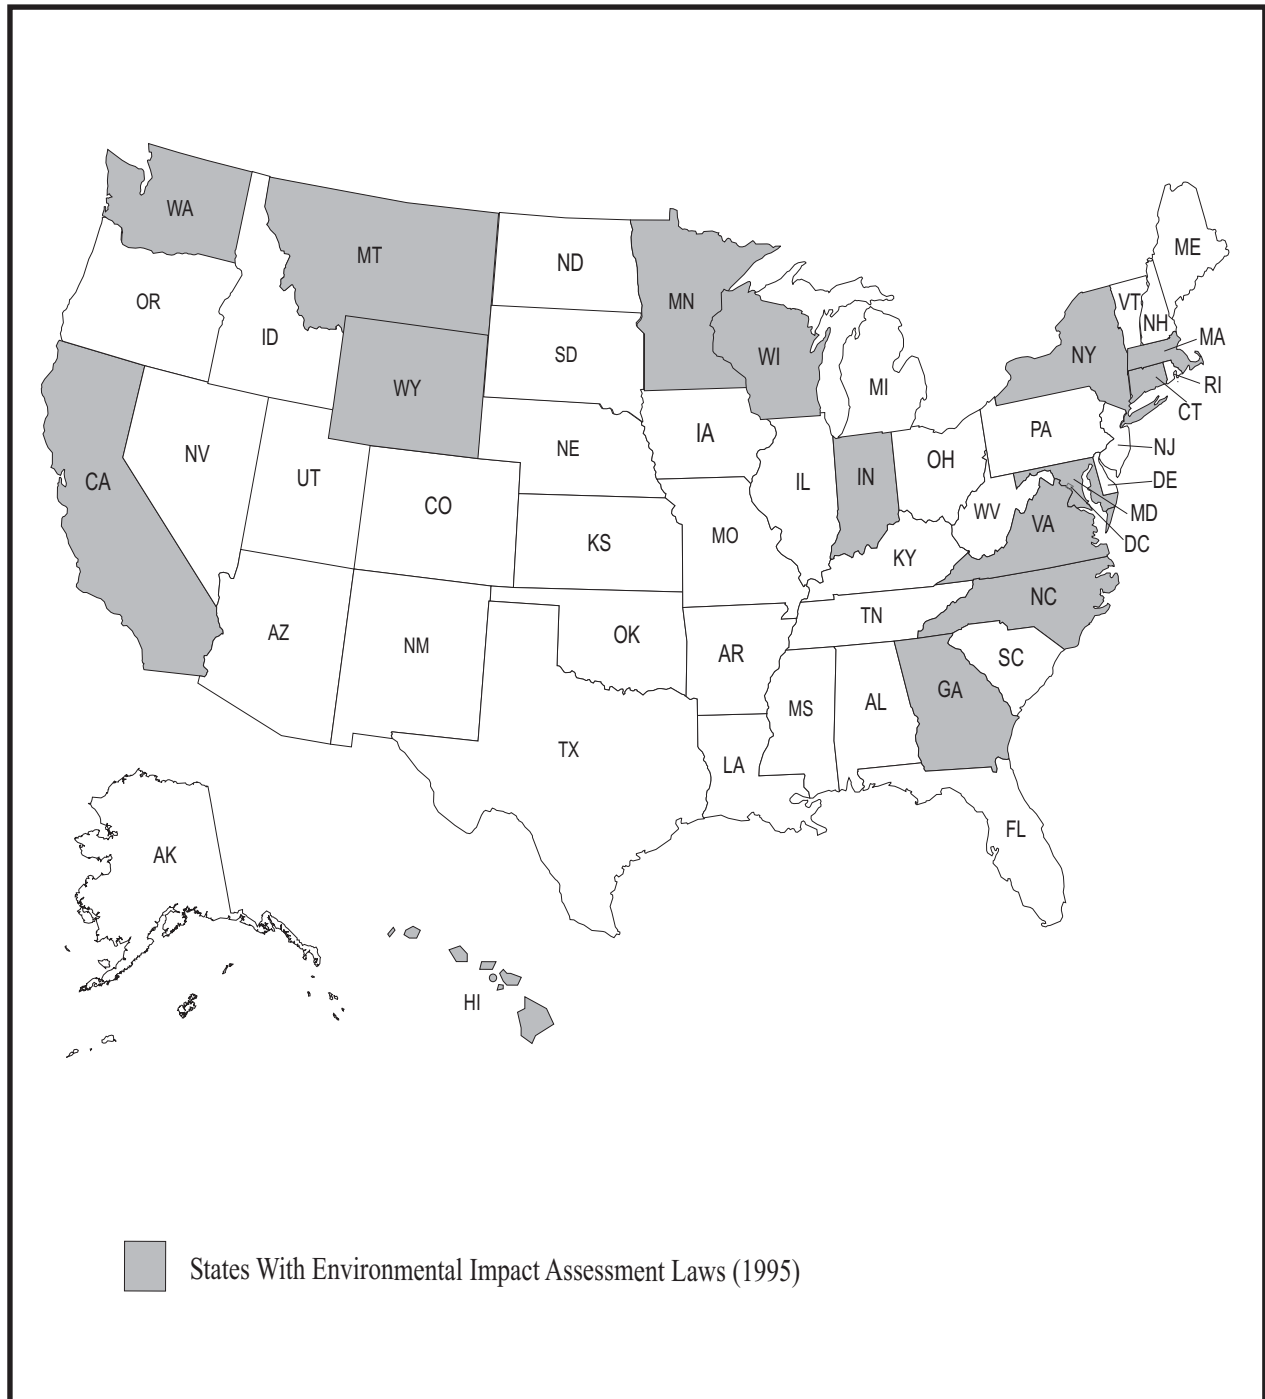 WA
MT
ND
MN
OR
ID
SD
WI
WY
MI
ME
VT
NH
NY
MA
RI
CT
NV
CA
UT
CO
NE
IA
IL
IN
OH
PA
NJ
DE
MD
DC
WV
VA
KS
MO
KY
NC
AZ
NM
OK
AR
TN
SC
MS
AL
GA
TX
LA
FL
AK
HI
States With Environmental Impact Assessment Laws (1995)